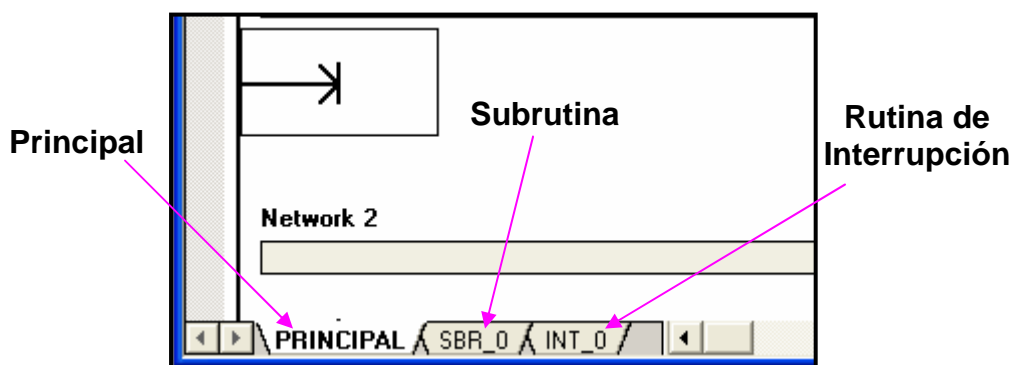 Principal
Subrutina
Rutina de
Interrupción
Network 2
PRINCIPAL SBR_0 INT_0